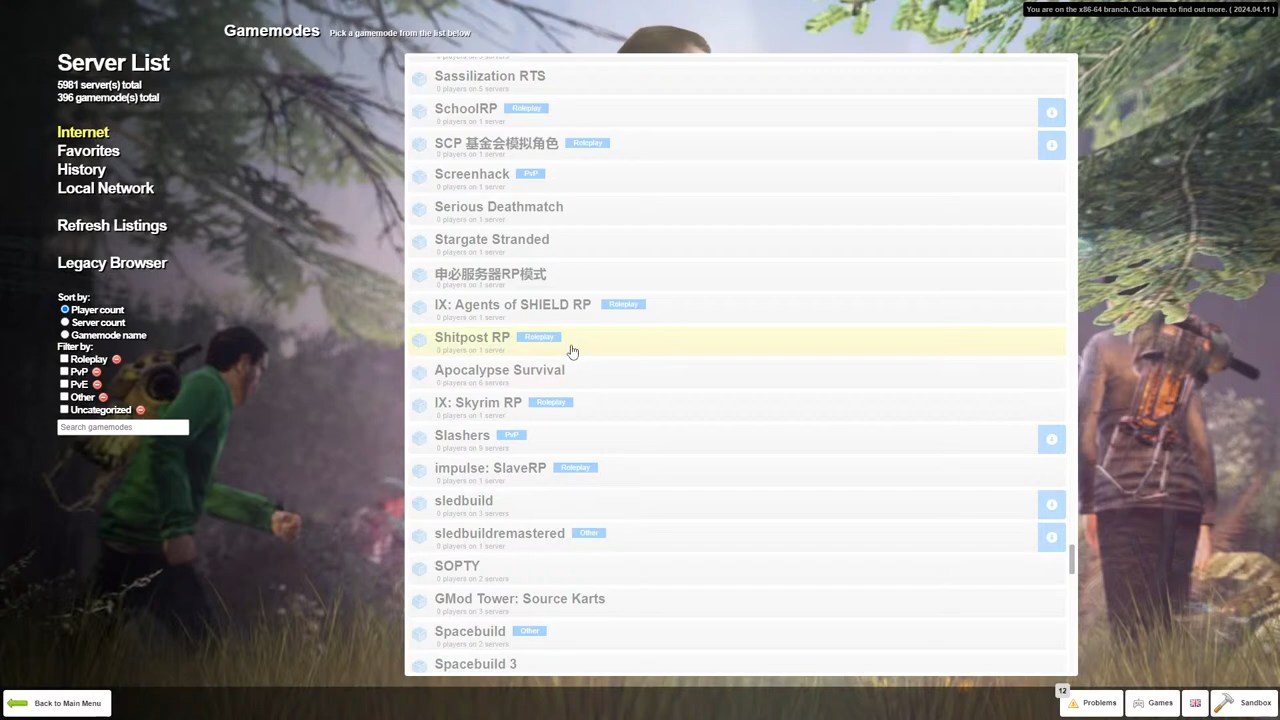 You are on the x86-64 branch. Click here to find out more. ( 2024.04.11 )
Gamemodes Pick a gamemode from the list below
Server List
5981 server(s) total
396 gamemode(s) total
Internet
Favorites
History
Local Network
Refresh Listings
Legacy Browser
Sort by:
Player count
Server count
Gamemode name
Filter by:
Roleplay
PvP
PvE
Other
Uncategorized
Search gamemodes
Sassilization RTS
0 players on 5 servers
SchoolRP Roleplay
0 players on 1 server
SCP 基金会模拟角色 Roleplay
0 players on 1 server
Screenhack PvP
0 players on 1 server
Serious Deathmatch
0 players on 1 server
Stargate Stranded
0 players on 1 server
申必服务器RP模式
0 players on 1 server
IX: Agents of SHIELD RP Roleplay
0 players on 1 server
Shitpost RP Roleplay
0 players on 1 server
Apocalypse Survival
0 players on 6 servers
IX: Skyrim RP Roleplay
0 players on 1 server
Slashers PvP
players on 9 servers
impulse: SlaveRP Roleplay
0 players on 1 server
sledbuild
0 players on 3 servers
sledbuildremastered Other
0 players on 1 server
SOPTY
0 players on 2 servers
GMod Tower: Source Karts
0 players on 3 servers
Spacebuild Other
0 players on 2 servers
Spacebuild 3
Back to Main Menu
12
Problems
Games
Sandbox